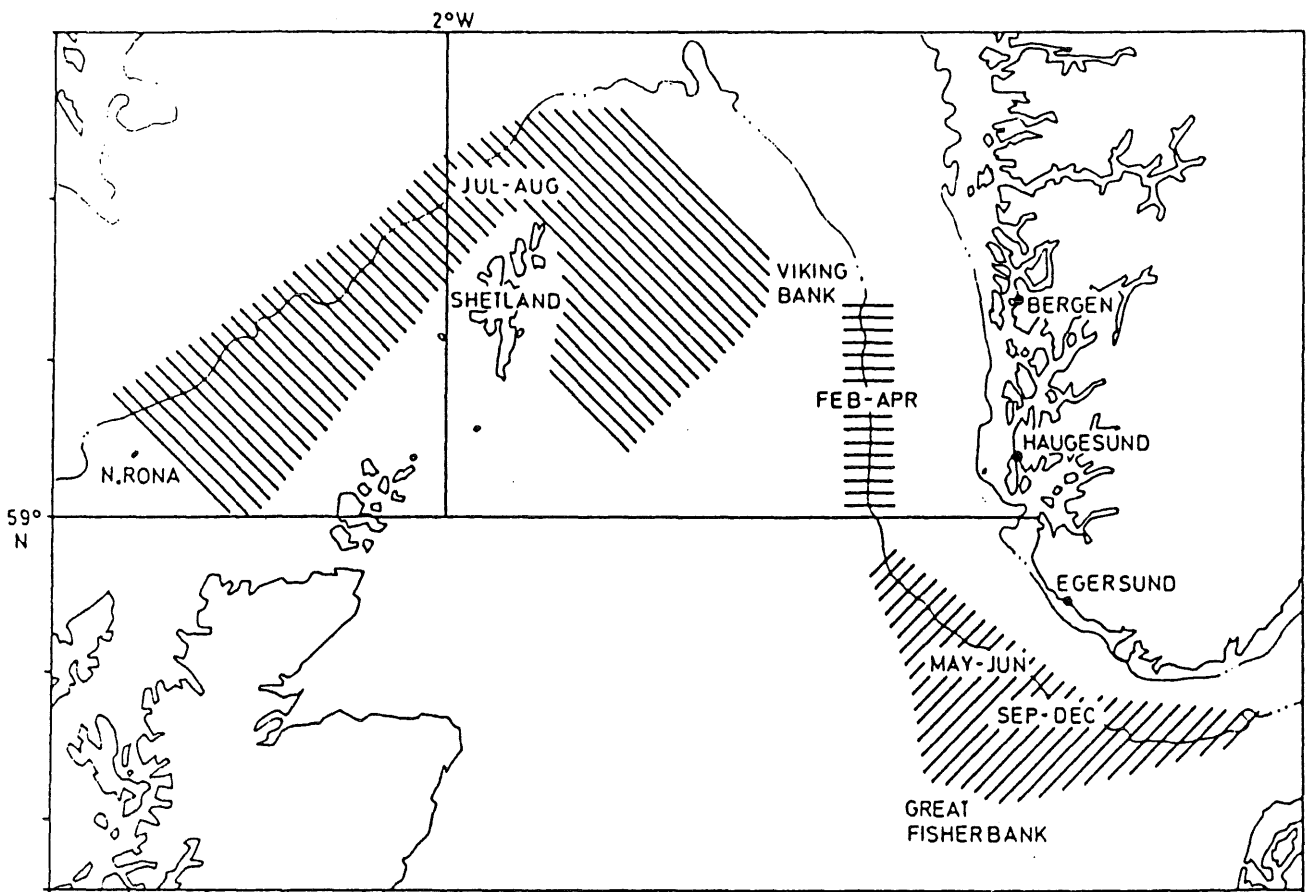 2°W
JUL-AUG
VIKING
BANK
SHETLAND
BERGEN
FEB-APR
HAUGESUND
N.RONA
59°
N
EGERSUND
MAY-JUN
SEP-DEC
GREAT
FISHERBANK